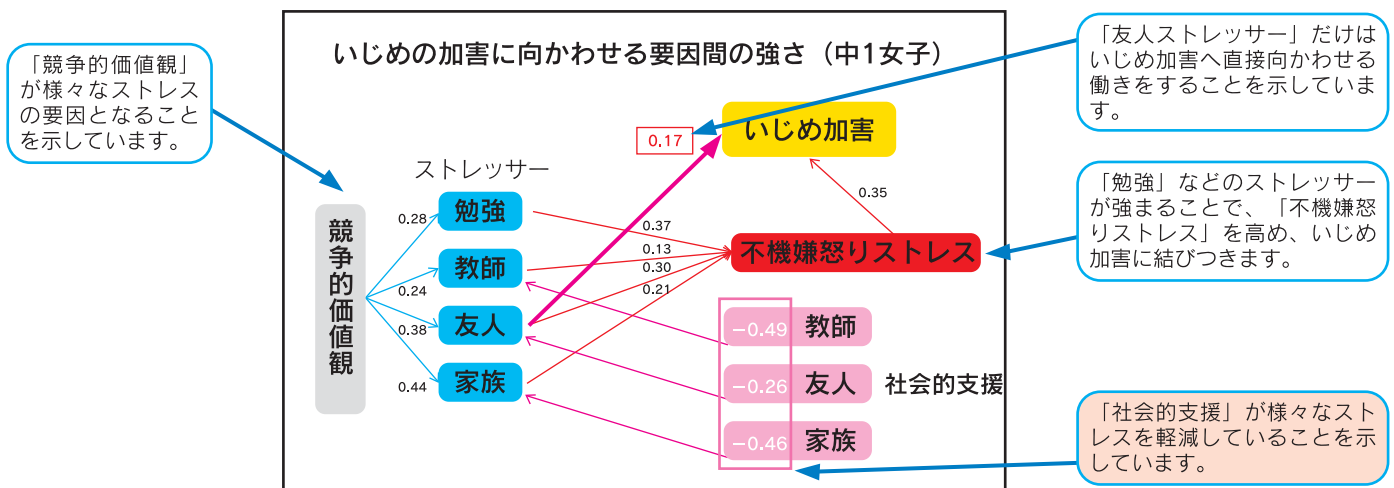 いじめの加害に向かわせる要因間の強さ（中1女子）
「競争的価値観」
が様々なストレス
の要因となること
を示しています。
「友人ストレッサー」だけは
いじめ加害へ直接向かわせる
働きをすることを示していま
す。
0.17
いじめ加害
ストレッサー
「勉強」などのストレッサー
が強まることで、「不機嫌怒
りストレス」を高め、いじめ
加害に結びつきます。
0.35
競争的価値観
0.28
勉強
0.37
0.24
教師
0.13
0.30
0.21
不機嫌怒りストレス
0.38
友人
0.44
家族
-0.49 教師
-0.26 友人
社会的支援
-0.46 家族
「社会的支援」が様々なスト
レスを軽減していることを示
しています。